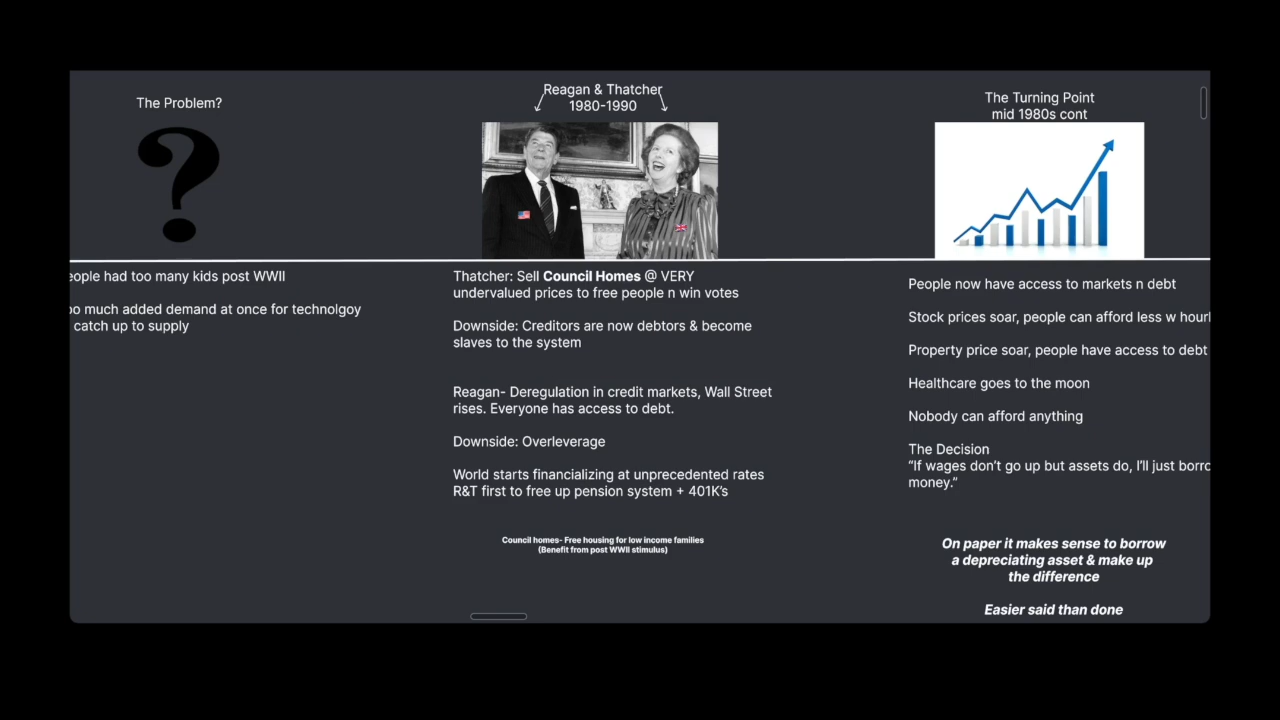 The Problem?
?
eople had too many kids post WWII
oo much added demand at once for technolgoy
catch up to supply
Reagan & Thatcher
1980-1990
Thatcher: Sell Council Homes @ VERY
undervalued prices to free people n win votes
Downside: Creditors are now debtors & become
slaves to the system
Reagan- Deregulation in credit markets, Wall Street
rises. Everyone has access to debt.
Downside: Overleverage
World starts financializing at unprecedented rates
R&T first to free up pension system + 401K’s
Council homes- Free housing for low income families
(Benefit from post WWII stimulus)
The Turning Point
mid 1980s cont
People now have access to markets n debt
Stock prices soar, people can afford less w hourl
Property price soar, people have access to debt
Healthcare goes to the moon
Nobody can afford anything
The Decision
“If wages don’t go up but assets do, I’ll just borro
money.”
On paper it makes sense to borrow
a depreciating asset & make up
the difference
Easier said than done